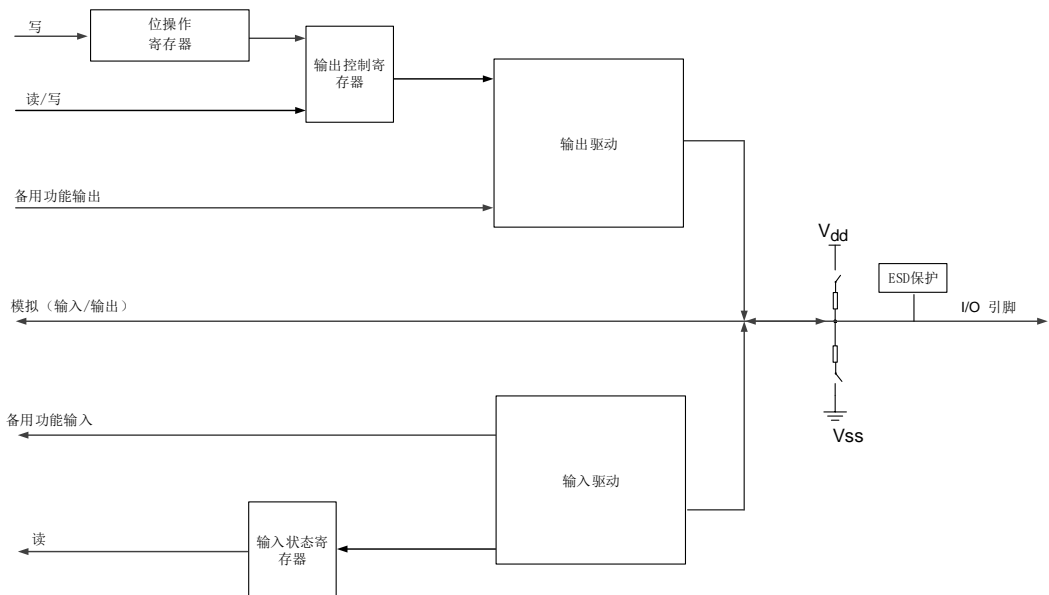 写
位操作
寄存器
输出控制寄
存器
读/写
输出驱动
备用功能输出
Vdd
ESD保护
模拟（输入/输出）
I/O 引脚
备用功能输入
Vss
输入驱动
读
输入状态寄
存器